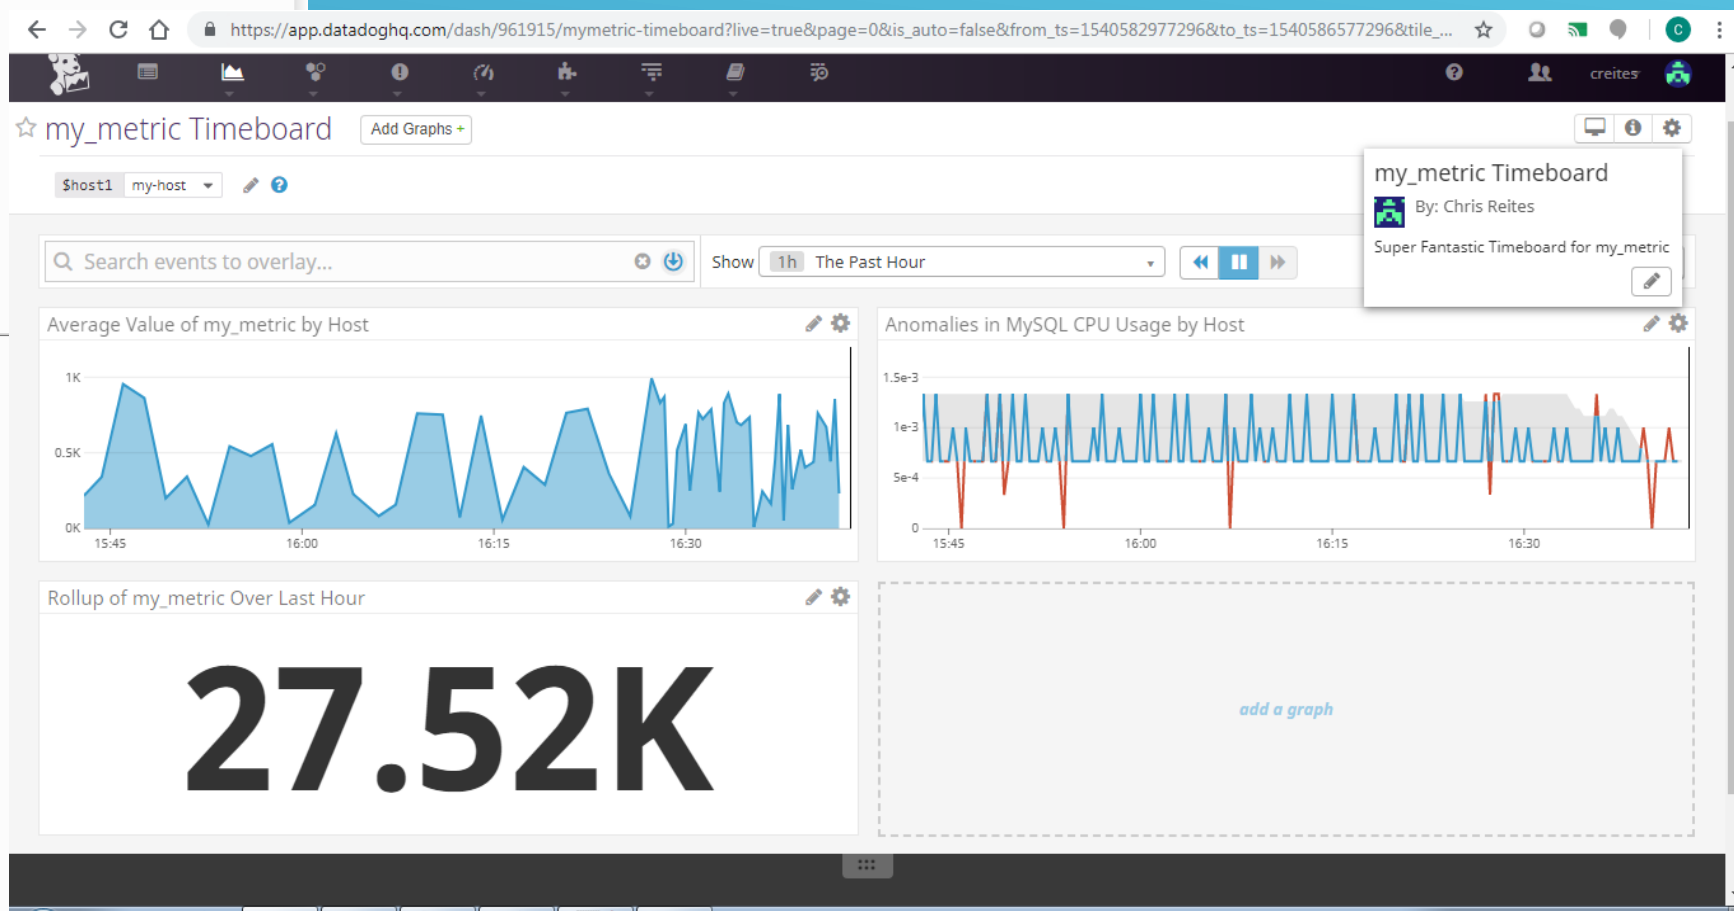 https://app.datadoghq.com/dash/961915/mymetric-timeboard?live=true&page=0&is_auto=false&from_ts=1540582977296&to_ts=1540586577296&tile_...
C
creites
my_metric Timeboard
Add Graphs +
my_metric Timeboard
By: Chris Reites
Super Fantastic Timeboard for my_metric
$host1 my-host
Search events to overlay...
Show 1h The Past Hour
Average Value of my_metric by Host
1K
0.5K
0K
15:45 16:00 16:15 16:30
Anomalies in MySQL CPU Usage by Host
1.5e-3
1e-3
5e-4
0
15:45 16:00 16:15 16:30
Rollup of my_metric Over Last Hour
27.52K
add a graph